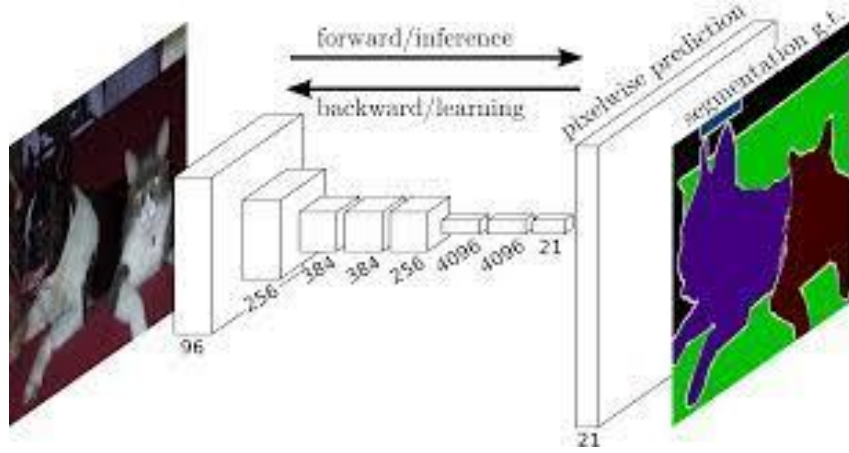 forward/inference
backward/learning
pixelwise prediction
segmentation g.t.
96
256
384
384
256
4096
4096
21
21